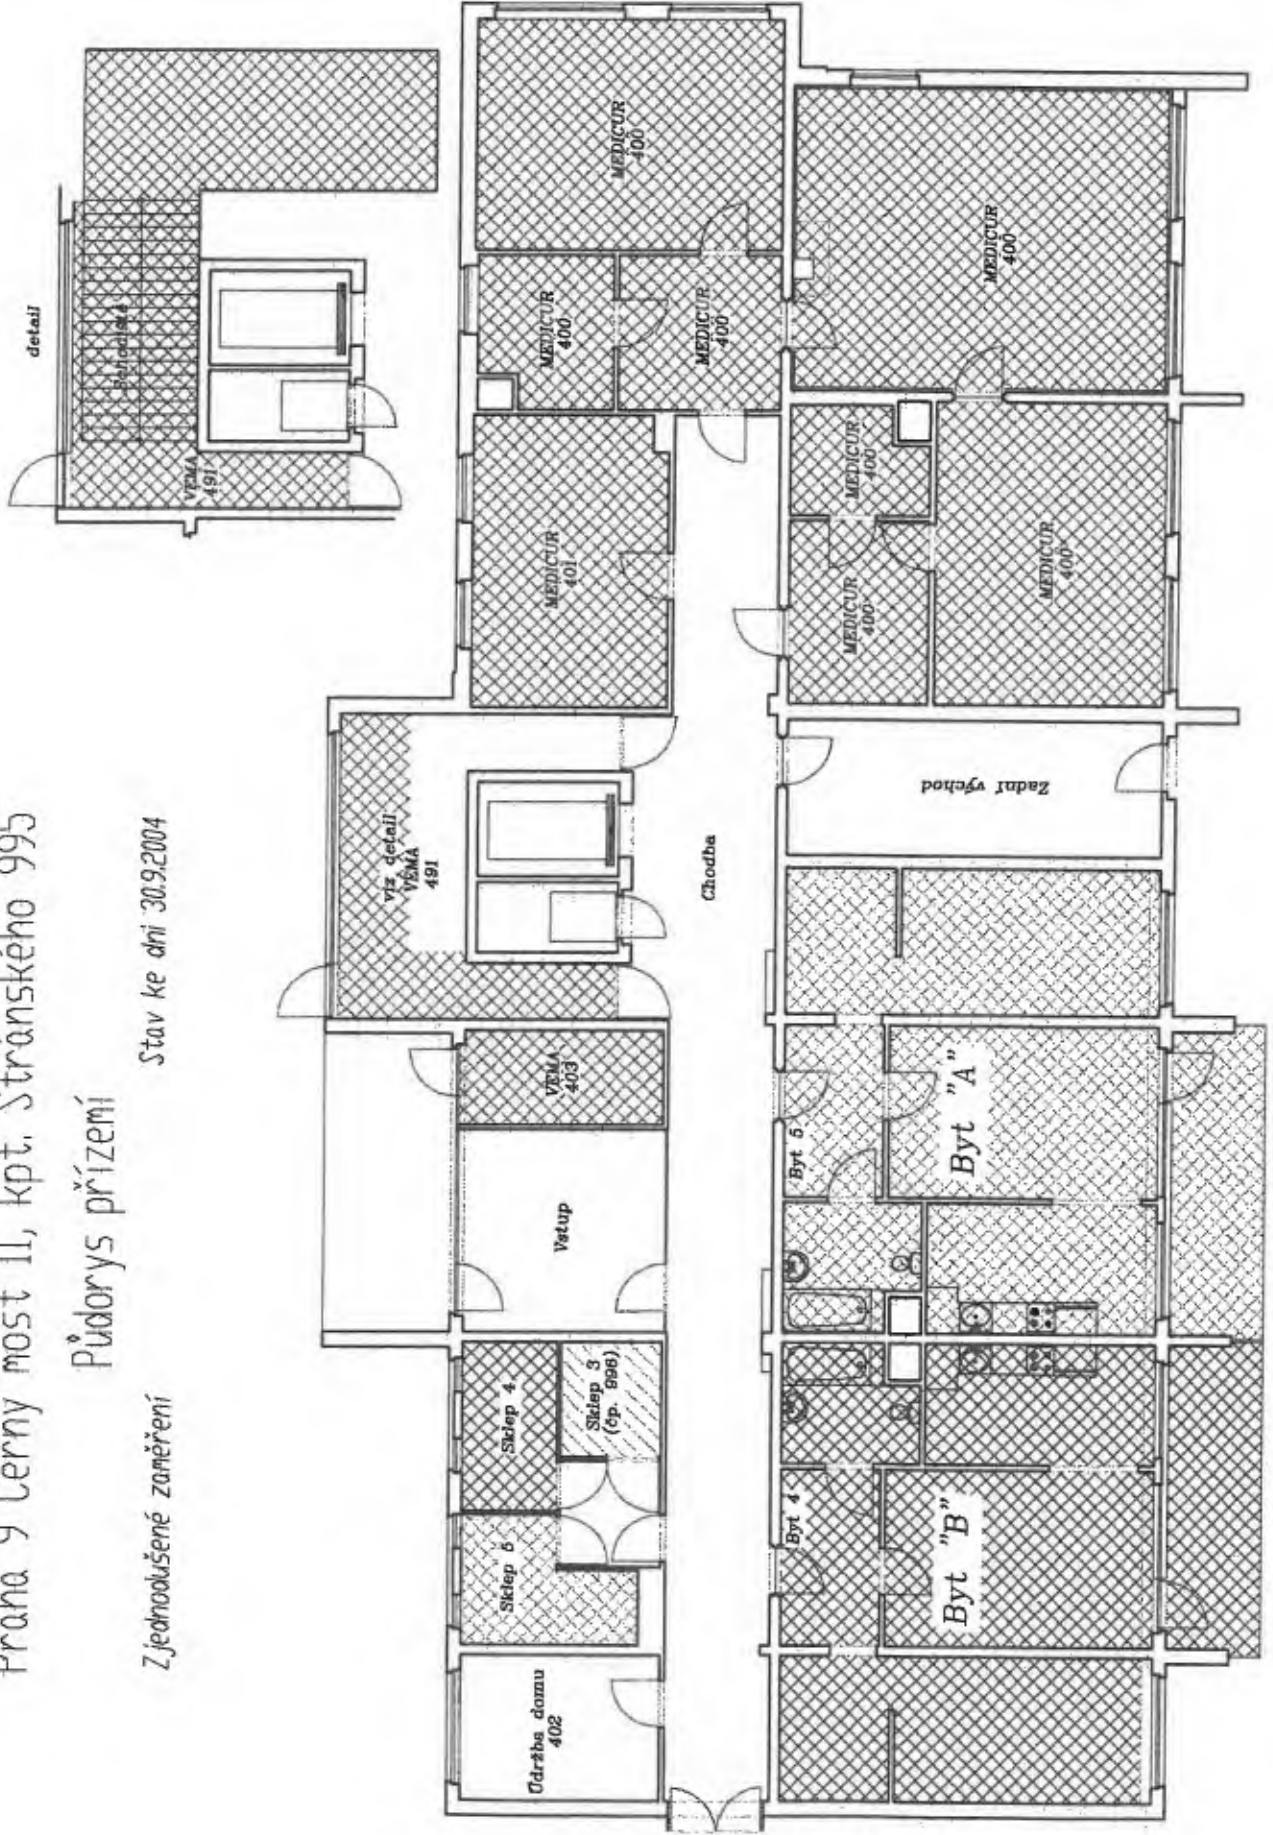 Praha 9 Černý most II, kpt. Stránského 995
Půdorys přízemí
Zjednodušené zaměření
Stav ke dni 30.9.2004
detail
Schodiště
VEMA
491
MEDICUR
400
MEDICUR
400
MEDICUR
400
MEDICUR
400
MEDICUR
401
MEDICUR
400
MEDICUR
400
MEDICUR
400
viz detail
VEMA
491
Zadní východ
Chodba
VEMA
403
Vstup
Byt 5
Byt "A"
Sklep 4
Sklep 3
(čp. 996)
Sklep 5
Byt 4
Byt "B"
Údržba domu
402